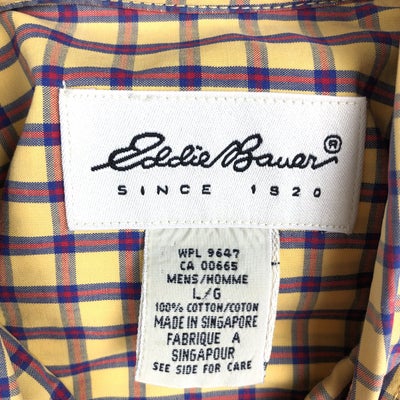 Eddie Bauer ®
SINCE 1920
WPL 9647
CA 00665
MENS/HOMME
L/G
100% COTTON/COTON
MADE IN SINGAPORE
FABRIQUE A
SINGAPOUR
SEE SIDE FOR CARE